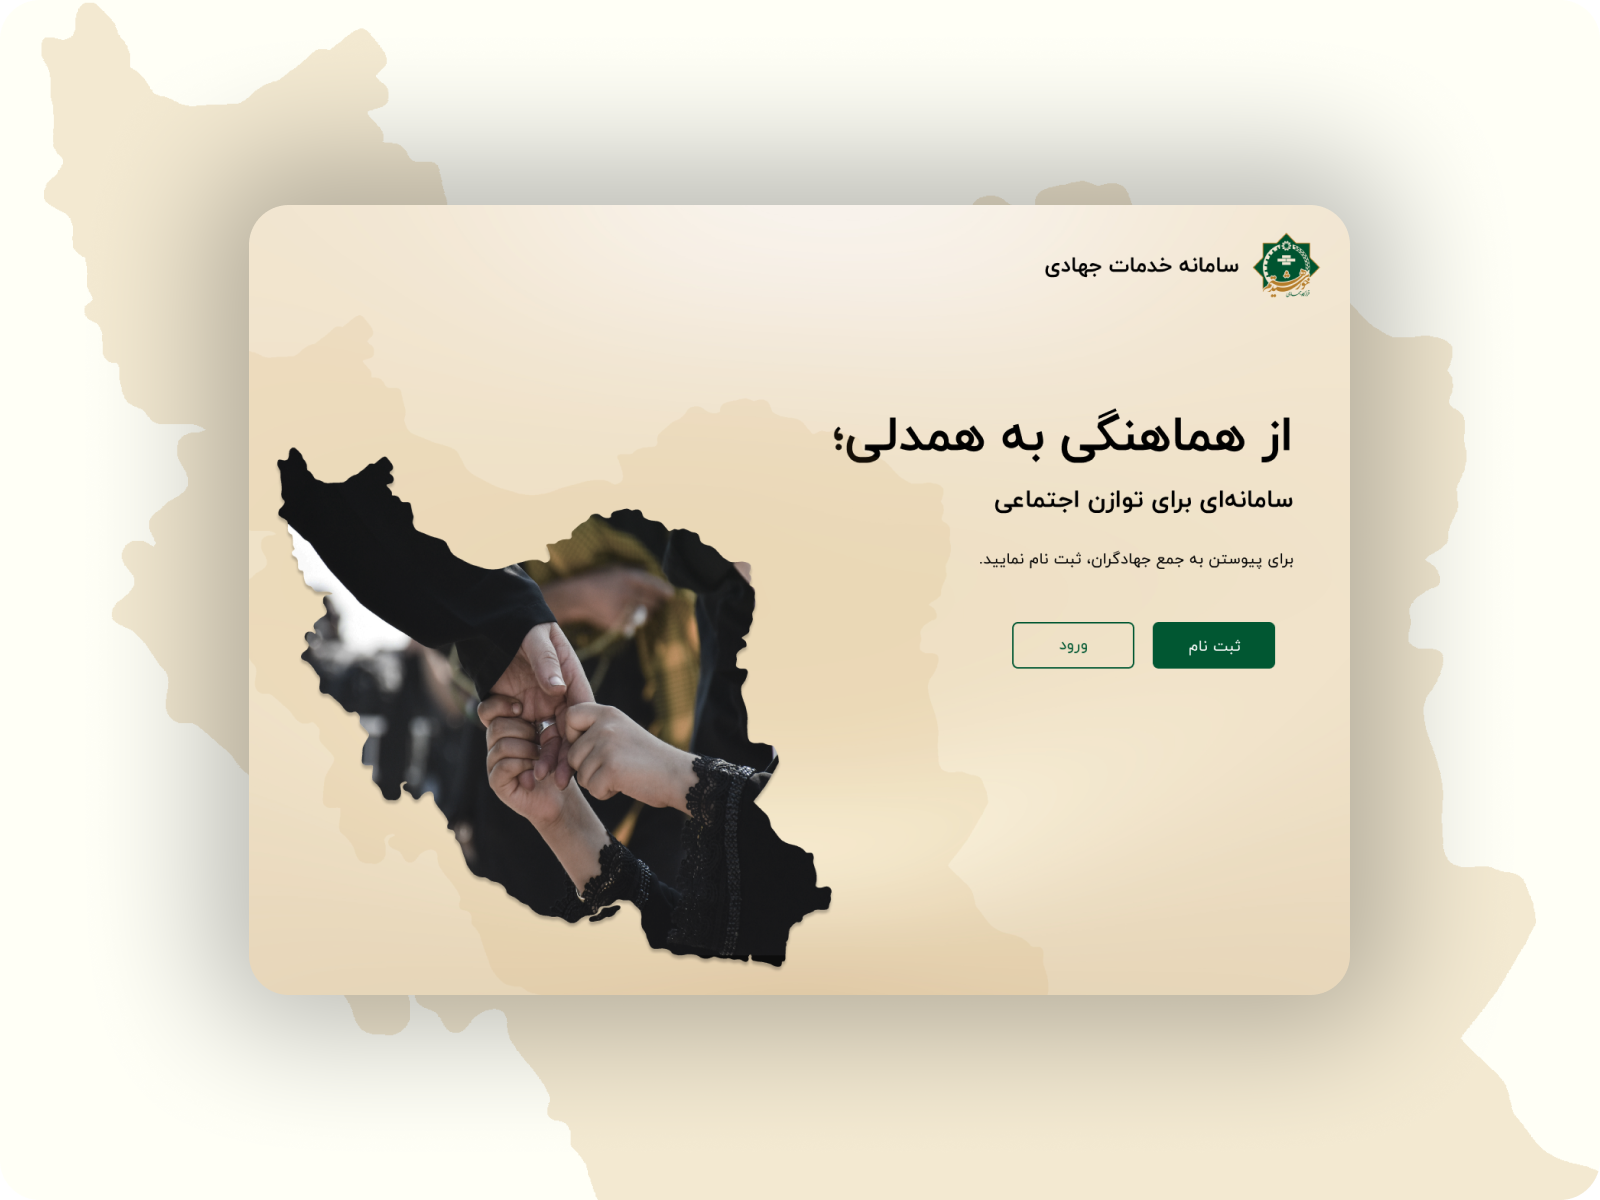 سامانه خدمات جهادی
از هماهنگی به همدلی؛
سامانه‌ای برای توازن اجتماعی
برای پیوستن به جمع جهادگران، ثبت نام نمایید.
ثبت نام
ورود